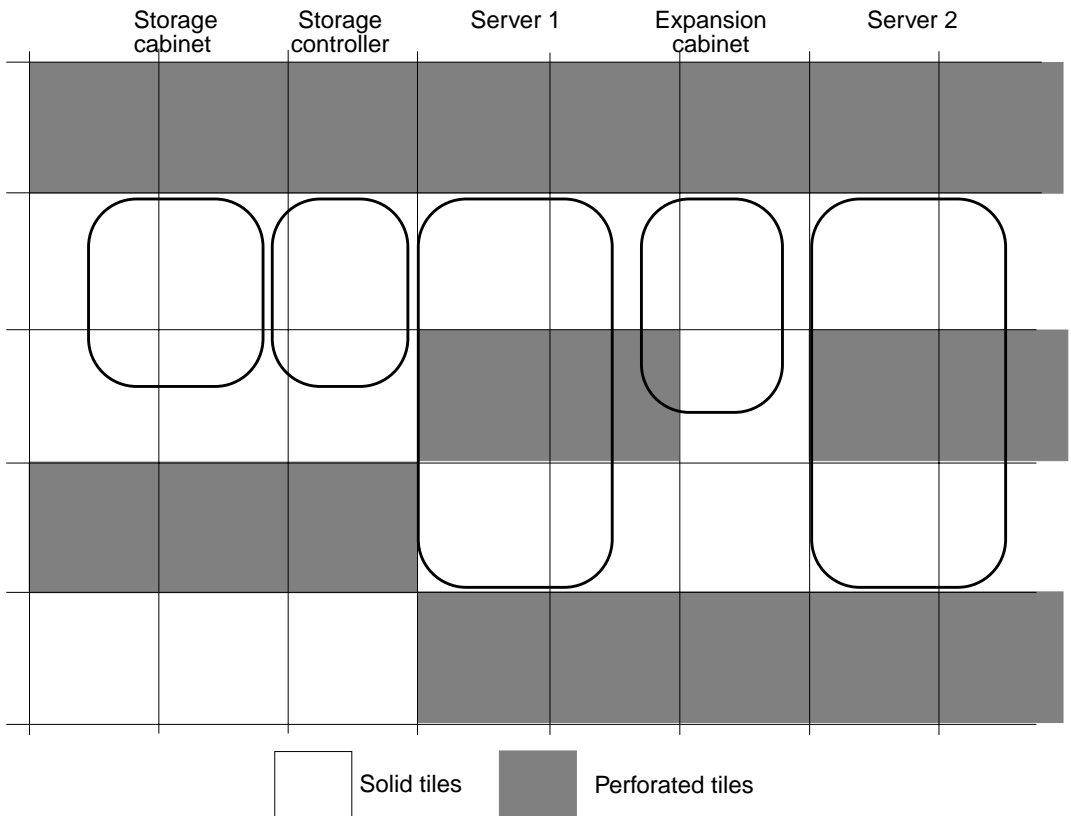 Storage
cabinet
Storage
controller
Server 1
Expansion
cabinet
Server 2
Solid tiles
Perforated tiles